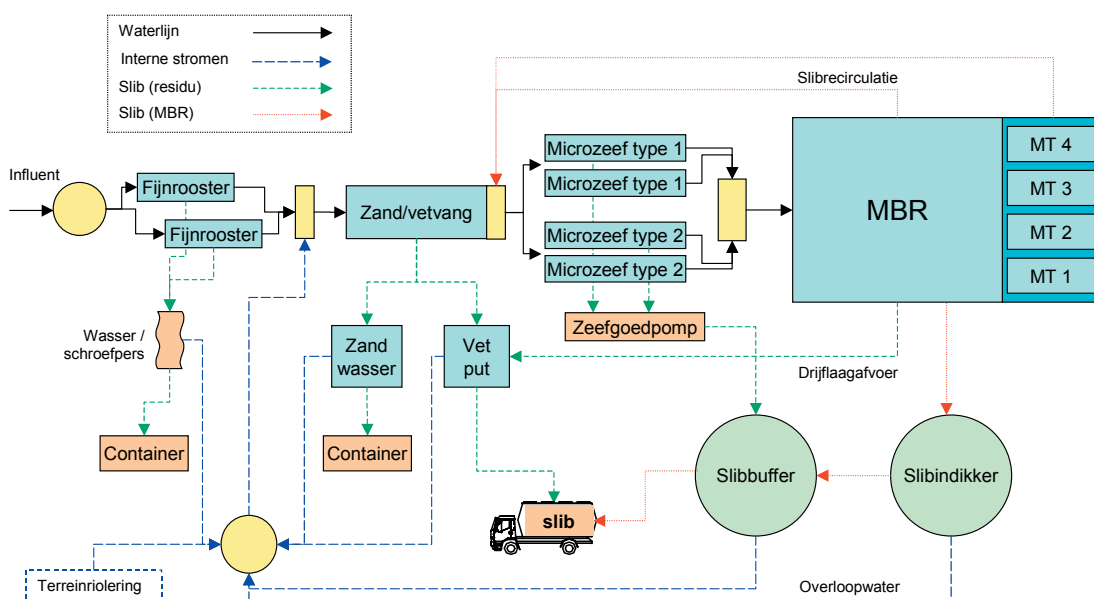 Waterlijn
Interne stromen
Slib (residu)
Slib (MBR)
Slibrecirculatie
Influent
Fijnrooster
Fijnrooster
Zand/vetvang
Microzeef type 1
Microzeef type 1
Microzeef type 2
Microzeef type 2
MBR
MT 4
MT 3
MT 2
MT 1
Wasser /
schroefpers
Zand
wasser
Vet
put
Zeefgoedpomp
Drijflaagafvoer
Container
Container
slib
Slibbuffer
Slibindikker
Terreinriolering
Overloopwater